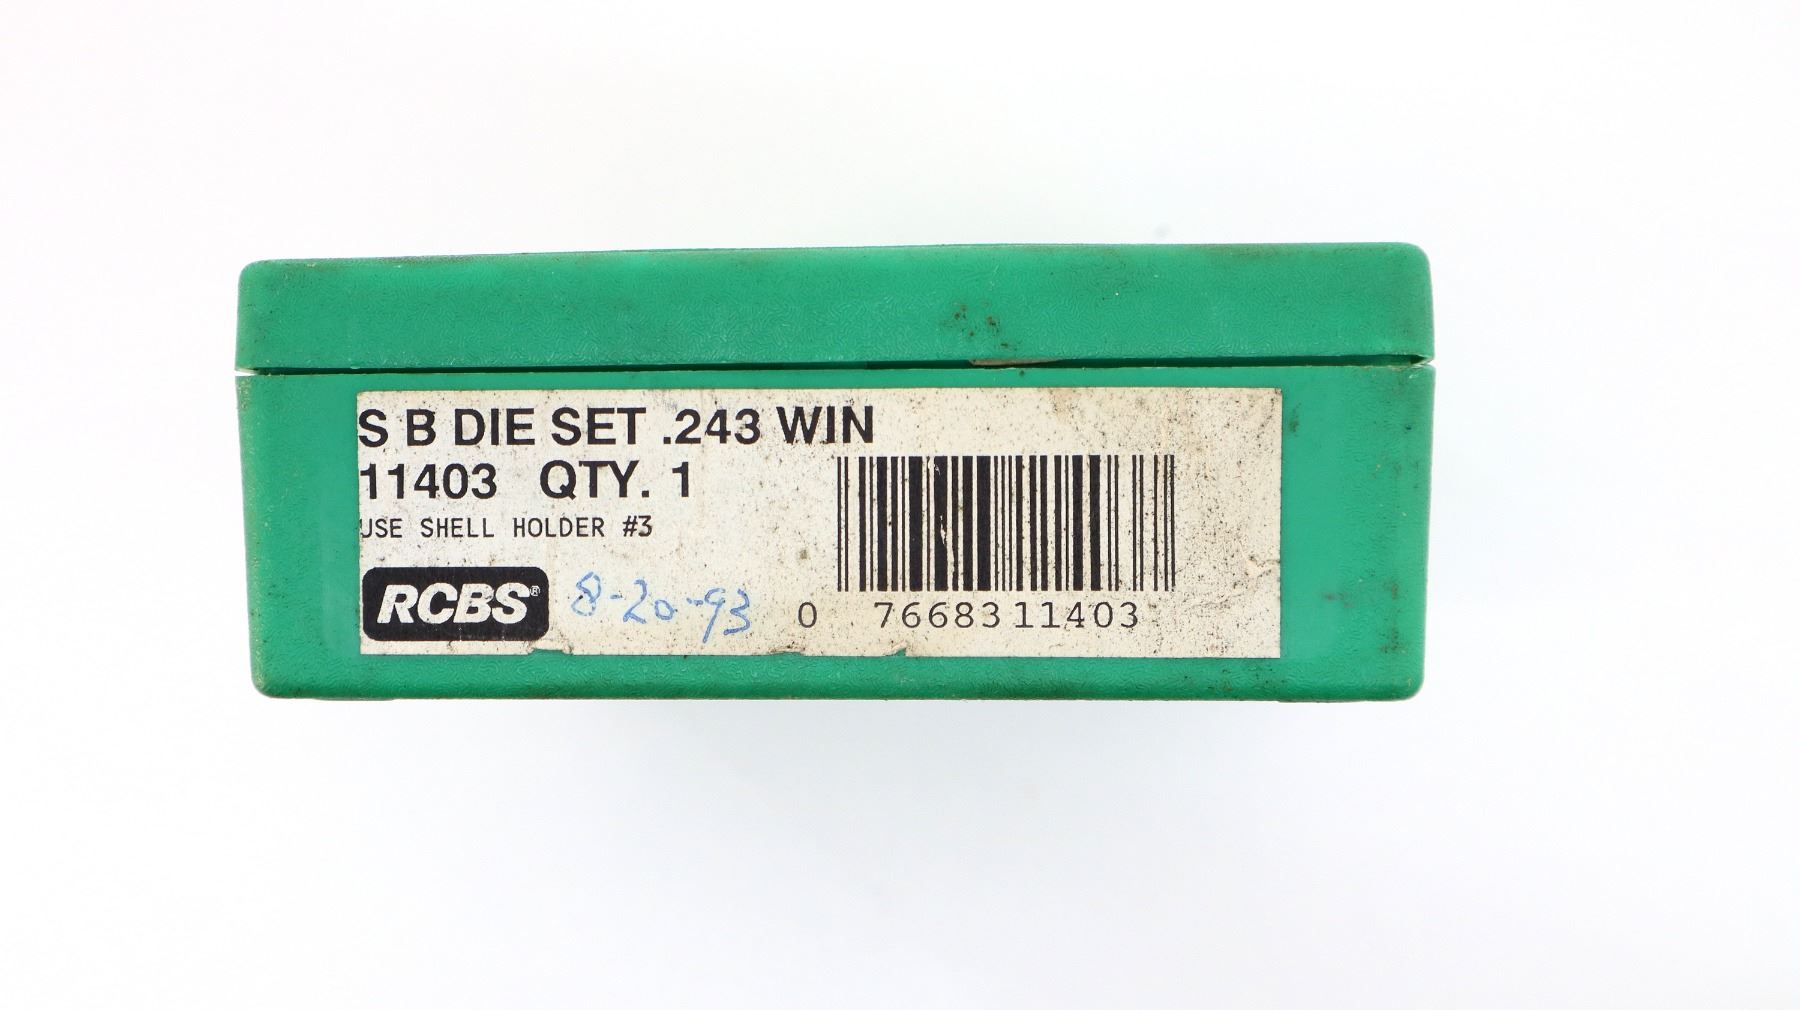 S B DIE SET .243 WIN
11403 QTY. 1
USE SHELL HOLDER #3
RCBS® 8-20-93
0 76683 11403